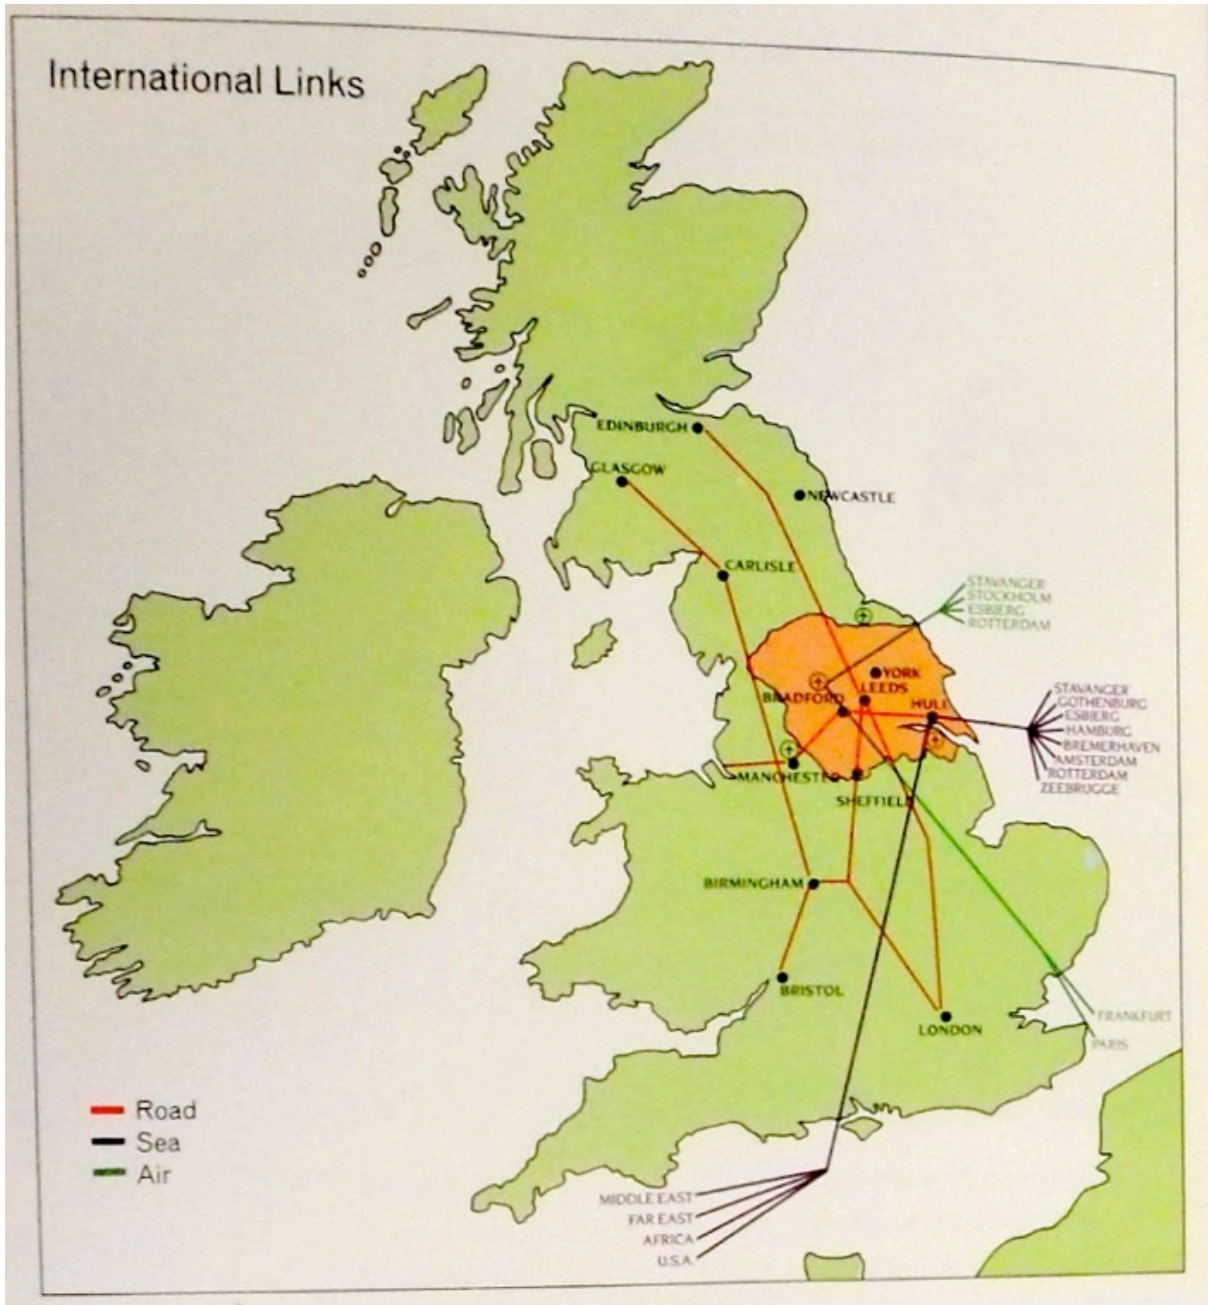 International Links
EDINBURGH
GLASGOW
NEWCASTLE
CARLISLE
STAVANGER
STOCKHOLM
ESBJERG
ROTTERDAM
YORK
LEEDS
BRADFORD
HULL
STAVANGER
GOTHENBURG
ESBJERG
HAMBURG
BREMERHAVEN
AMSTERDAM
ROTTERDAM
ZEEBRUGGE
MANCHESTER
SHEFFIELD
BIRMINGHAM
BRISTOL
LONDON
FRANKFURT
PARIS
Road
Sea
Air
MIDDLE EAST
FAR EAST
AFRICA
U.S.A.